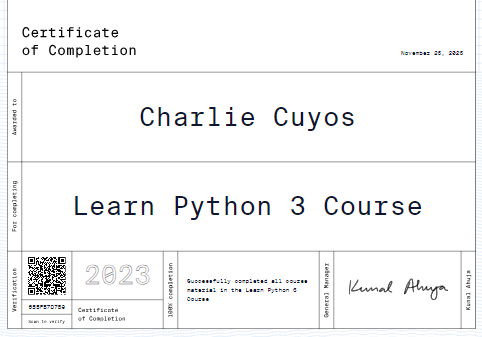 Certificate
of Completion
November 25, 2025
Awarded to
Charlie Cuyos
For completing
Learn Python 3 Course
Verification
Scan to verify
2023
Certificate
of Completion
100% completion
Successfully completed all course
material in the Learn Python 3
Course
General Manager
Kunal Ahuja
Kunal Ahuja